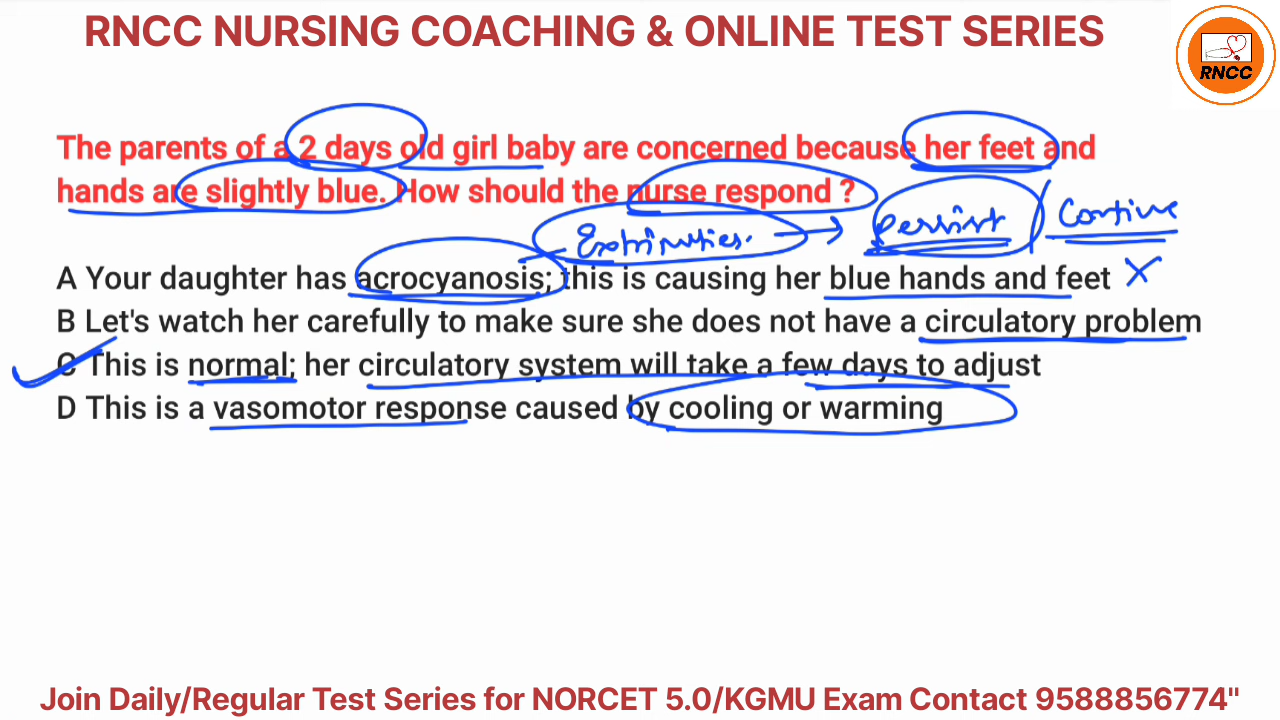 RNCC NURSING COACHING & ONLINE TEST SERIES
RNCC
The parents of a 2 days old girl baby are concerned because her feet and
hands are slightly blue. How should the nurse respond ?
persist / Continue
A Your daughter has acrocyanosis; this is causing her blue hands and feet X
B Let's watch her carefully to make sure she does not have a circulatory problem
C This is normal; her circulatory system will take a few days to adjust
D This is a vasomotor response caused by cooling or warming
Join Daily/Regular Test Series for NORCET 5.0/KGMU Exam Contact 9588856774"